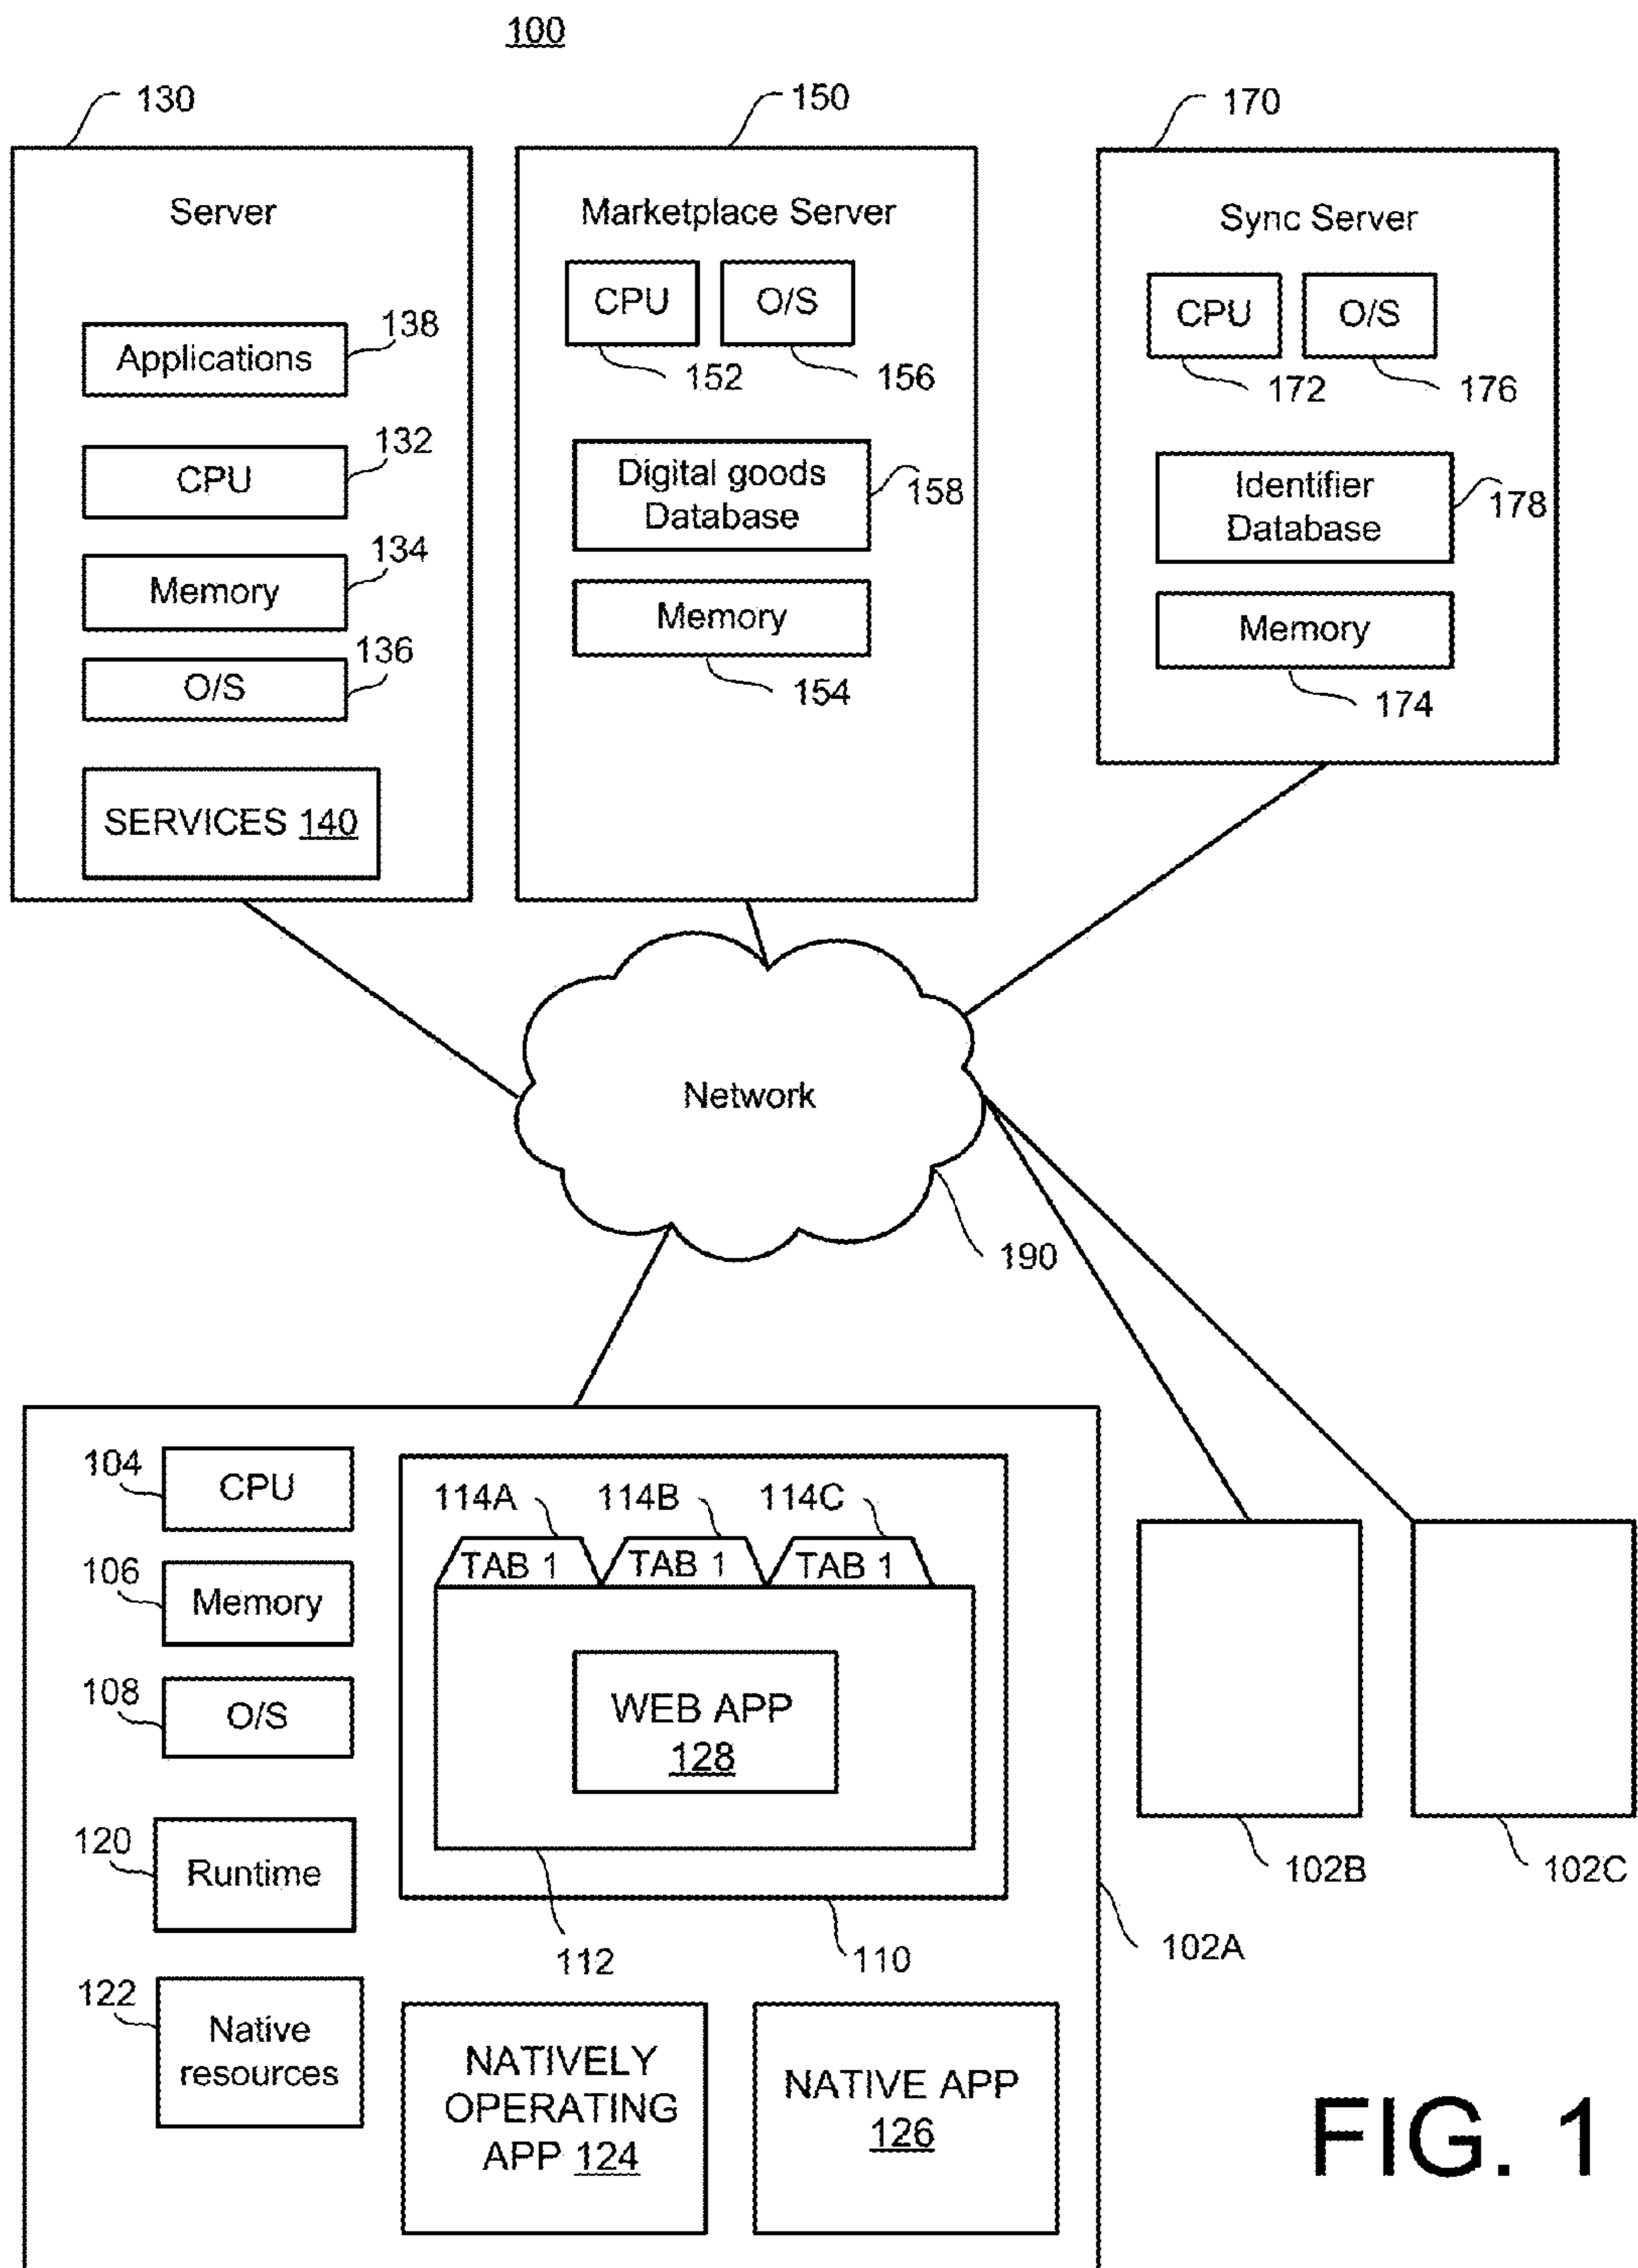 100
130
150
170
Server
Marketplace Server
Sync Server
Applications
138
CPU
132
Memory
134
O/S
136
SERVICES 140
CPU
O/S
152
156
Digital goods
Database
158
Memory
154
CPU
O/S
172
176
Identifier
Database
178
Memory
174
Network
190
104
CPU
106
Memory
108
O/S
120
Runtime
122
Native
resources
114A
114B
114C
TAB 1
TAB 1
TAB 1
WEB APP
128
112
110
102A
102B
102C
NATIVELY
OPERATING
APP 124
NATIVE APP
126
FIG. 1